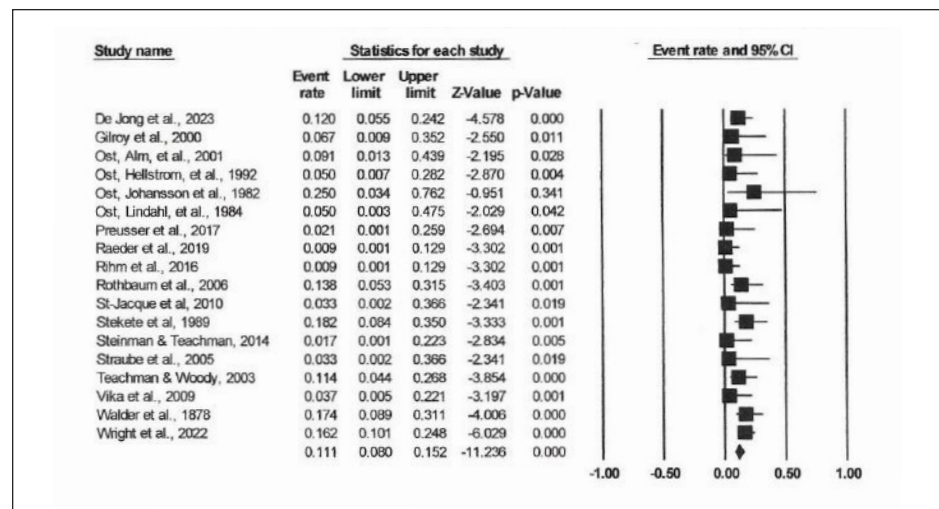 Study name Statistics for each study Event rate and 95% CI
Event rate Lower limit Upper limit Z-Value p-Value
De Jong et al., 2023 0.120 0.055 0.242 -4.578 0.000
Gilroy et al., 2000 0.067 0.009 0.352 -2.550 0.011
Ost, Alm, et al., 2001 0.091 0.013 0.439 -2.195 0.028
Ost, Hellstrom, et al., 1992 0.050 0.007 0.282 -2.870 0.004
Ost, Johansson et al., 1982 0.250 0.034 0.762 -0.951 0.341
Ost, Lindahl, et al., 1984 0.050 0.003 0.475 -2.029 0.042
Preusser et al., 2017 0.021 0.001 0.259 -2.694 0.007
Raeder et al., 2019 0.009 0.001 0.129 -3.302 0.001
Rihm et al., 2016 0.009 0.001 0.129 -3.302 0.001
Rothbaum et al., 2006 0.138 0.053 0.315 -3.403 0.001
St-Jacque et al, 2010 0.033 0.002 0.366 -2.341 0.019
Stekete et al, 1989 0.182 0.084 0.350 -3.333 0.001
Steinman & Teachman, 2014 0.017 0.001 0.223 -2.834 0.005
Straube et al., 2005 0.033 0.002 0.366 -2.341 0.019
Teachman & Woody, 2003 0.114 0.044 0.268 -3.854 0.000
Vika et al., 2009 0.037 0.005 0.221 -3.197 0.001
Walder et al., 1878 0.174 0.089 0.311 -4.006 0.000
Wright et al., 2022 0.162 0.101 0.248 -6.029 0.000
0.111 0.080 0.152 -11.236 0.000
-1.00 -0.50 0.00 0.50 1.00